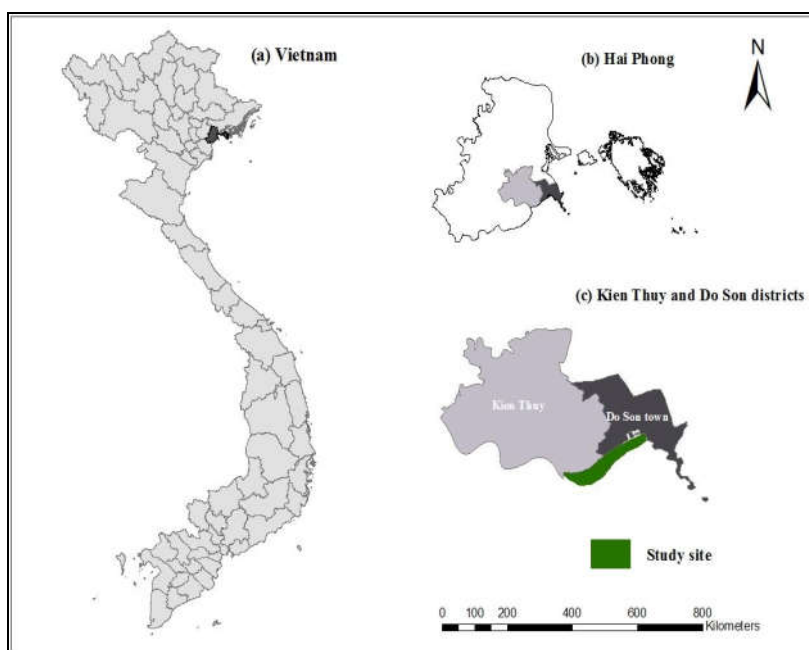 (a) Vietnam
(b) Hai Phong
N
(c) Kien Thuy and Do Son districts
Kien Thuy
Do Son town
Study site
0 100 200 400 600 800
Kilometers